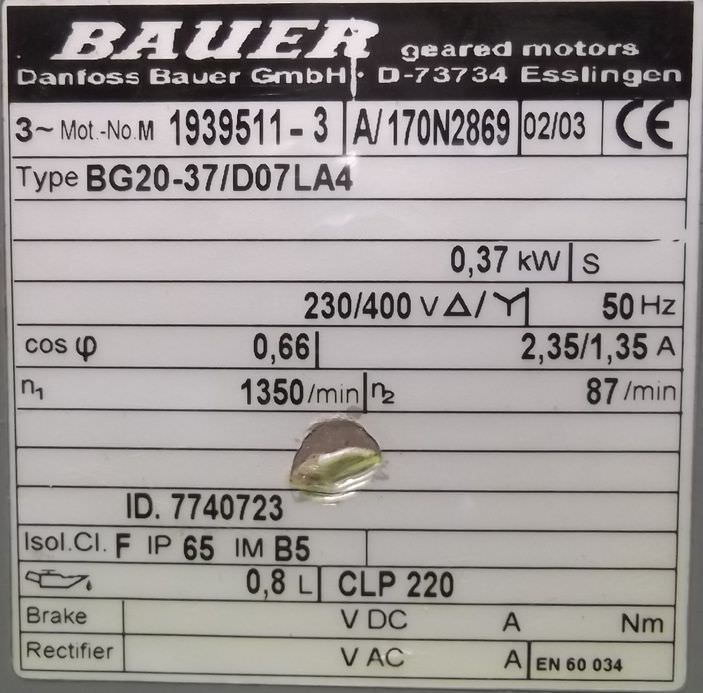 BAUER geared motors
Danfoss Bauer GmbH · D-73734 Esslingen
3~ Mot.-No.M 1939511-3 A/170N2869 02/03 CE
Type BG20-37/D07LA4
0,37 kW S
230/400 V Δ/Y 50 Hz
cos φ 0,66 2,35/1,35 A
n₁ 1350/min n₂ 87/min
ID. 7740723
Isol.Cl. F IP 65 IM B5
0,8 L CLP 220
Brake V DC A Nm
Rectifier V AC A EN 60 034